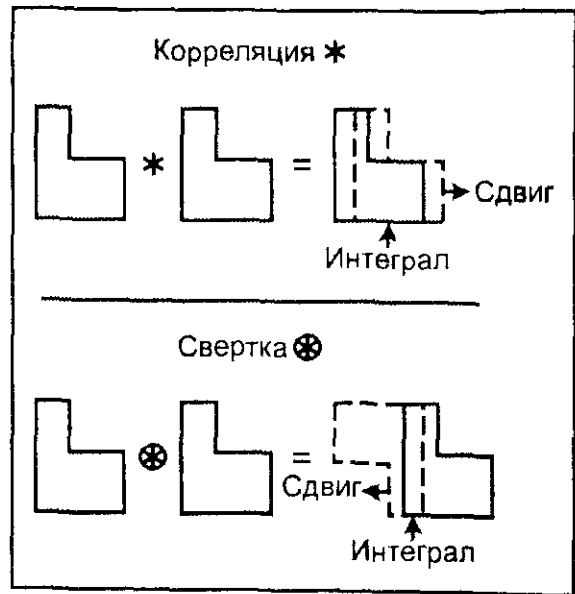 Корреляция *
* =
Сдвиг
Интеграл
Свертка ⊛
⊛ =
Сдвиг
Интеграл